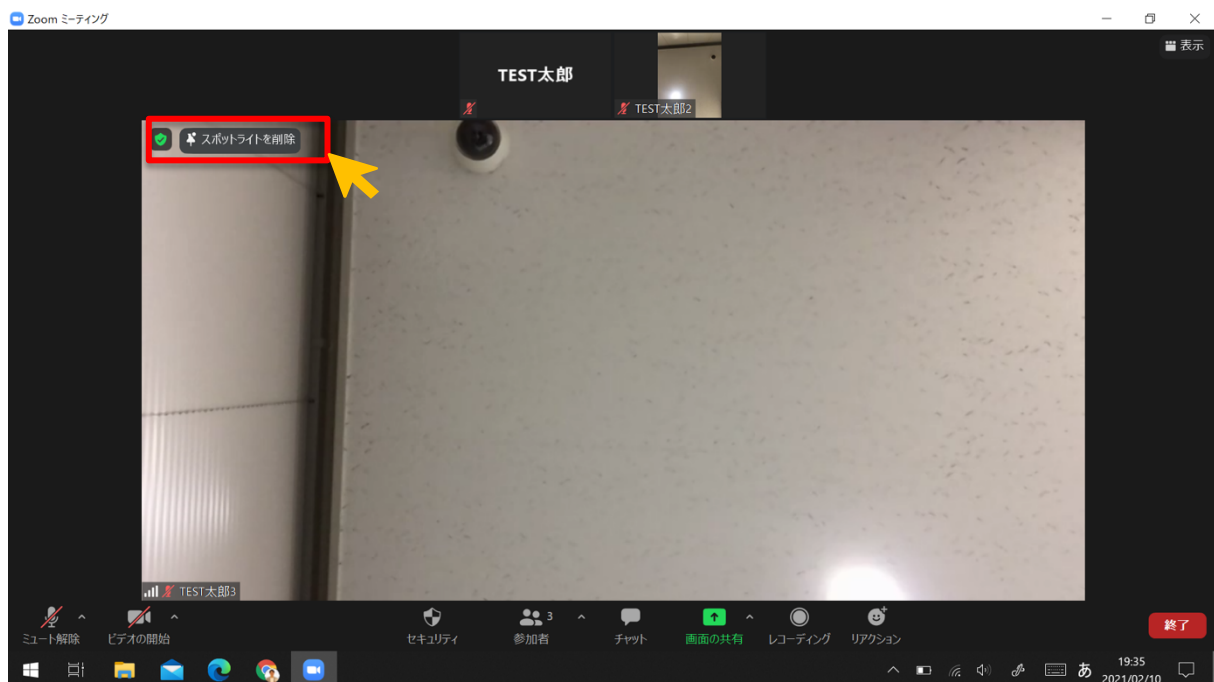 Zoom ミーティング
表示
TEST太郎
TEST太郎2
スポットライトを削除
TEST太郎3
ミュート解除 ビデオの開始 セキュリティ 参加者 3 チャット 画面の共有 レコーディング リアクション 終了
あ 19:35
2021/02/10